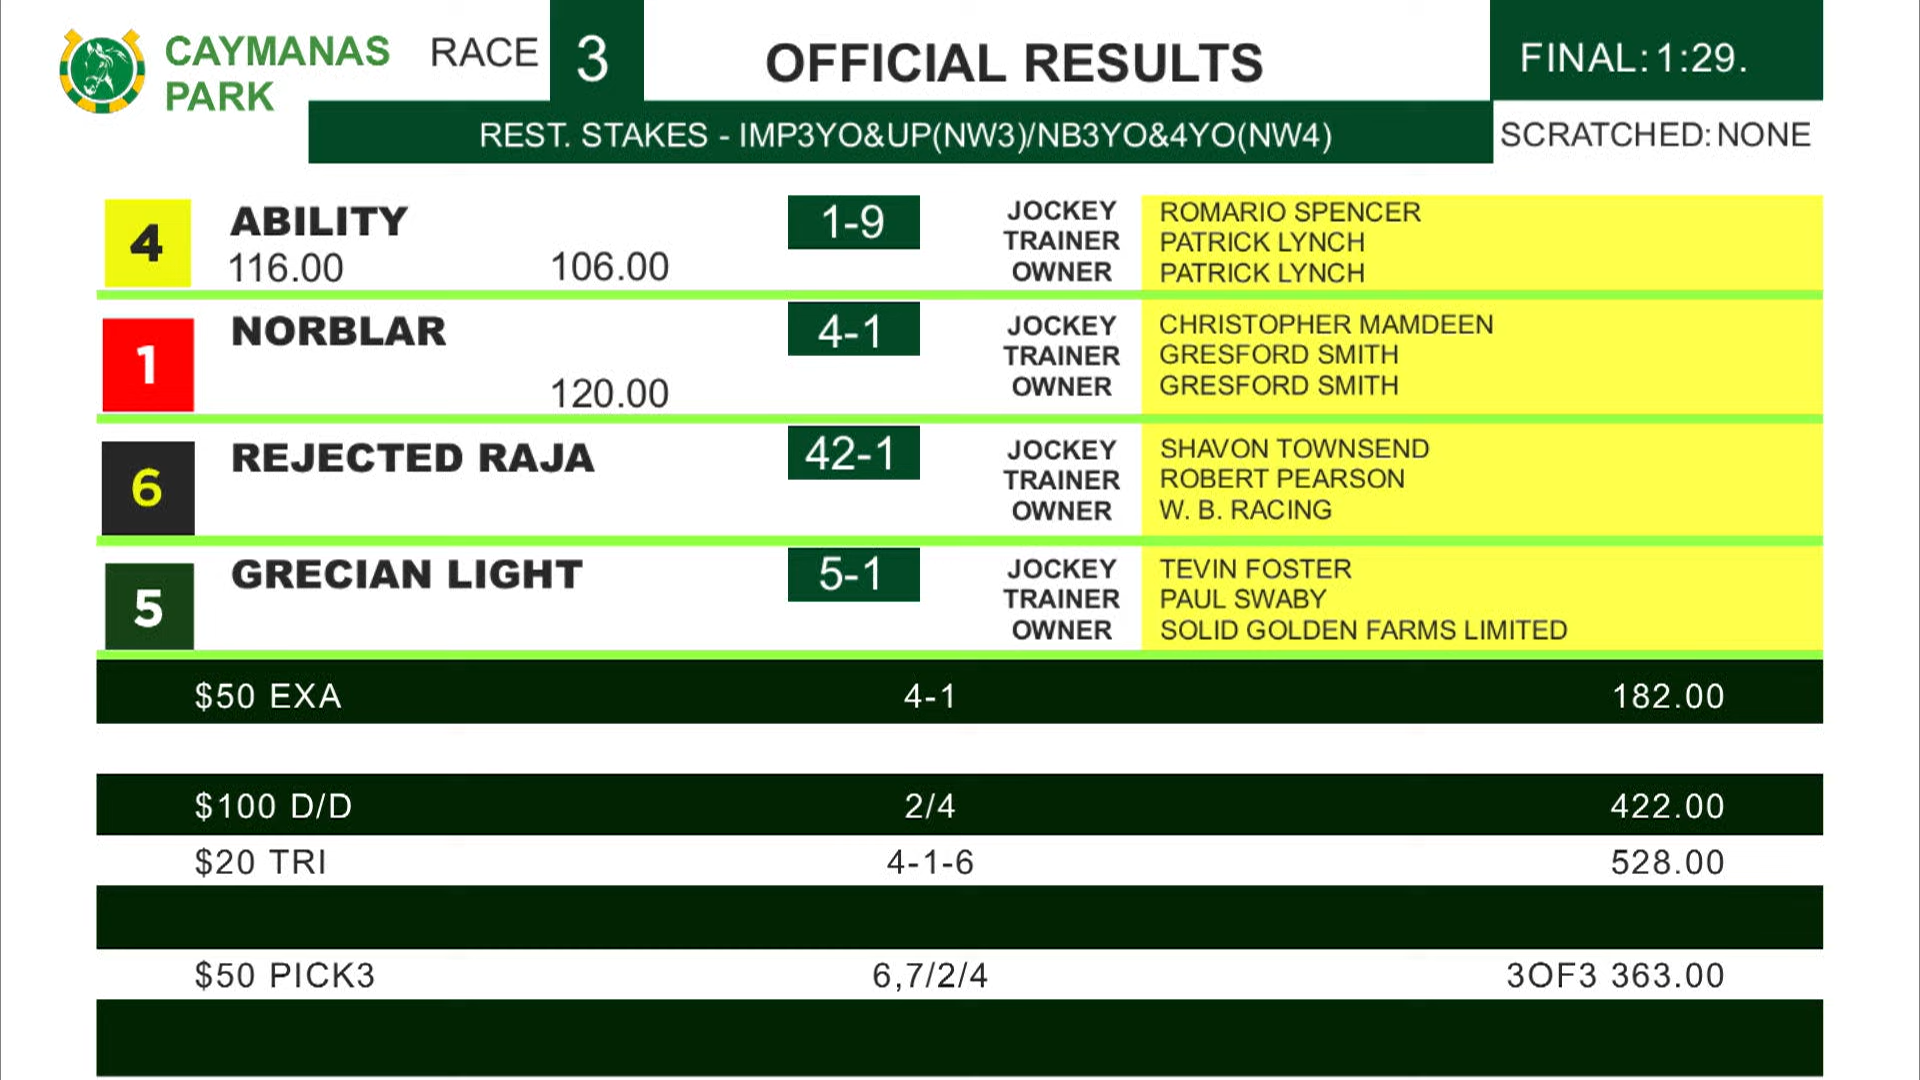 CAYMANAS PARK
RACE 3
OFFICIAL RESULTS
FINAL: 1:29.
REST. STAKES - IMP3YO&UP(NW3)/NB3YO&4YO(NW4)
SCRATCHED: NONE
4 ABILITY 1-9
116.00 106.00
JOCKEY ROMARIO SPENCER
TRAINER PATRICK LYNCH
OWNER PATRICK LYNCH
1 NORBLAR 4-1
120.00
JOCKEY CHRISTOPHER MAMDEEN
TRAINER GRESFORD SMITH
OWNER GRESFORD SMITH
6 REJECTED RAJA 42-1
JOCKEY SHAVON TOWNSEND
TRAINER ROBERT PEARSON
OWNER W. B. RACING
5 GRECIAN LIGHT 5-1
JOCKEY TEVIN FOSTER
TRAINER PAUL SWABY
OWNER SOLID GOLDEN FARMS LIMITED
$50 EXA 4-1 182.00
$100 D/D 2/4 422.00
$20 TRI 4-1-6 528.00
$50 PICK3 6,7/2/4 3OF3 363.00